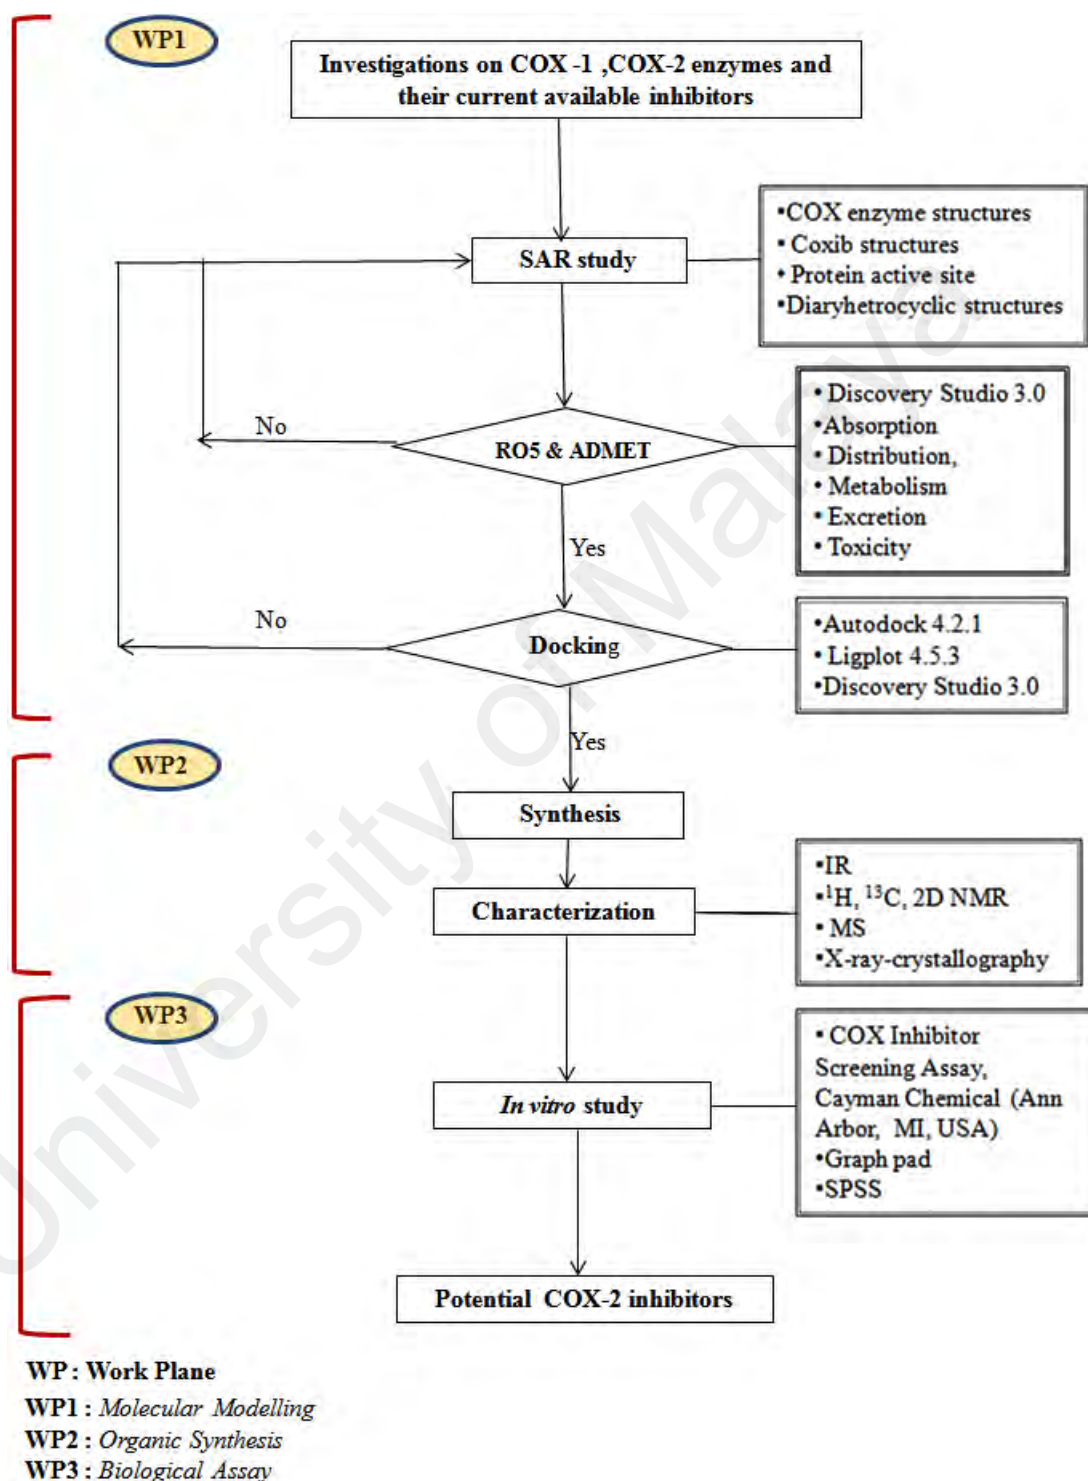 WP1
Investigations on COX -1 ,COX-2 enzymes and
their current available inhibitors
SAR study
•COX enzyme structures
• Coxib structures
• Protein active site
•Diaryhetrocyclic structures
No
RO5 & ADMET
• Discovery Studio 3.0
•Absorption
• Distribution,
• Metabolism
• Excretion
• Toxicity
Yes
No
Docking
•Autodock 4.2.1
• Ligplot 4.5.3
•Discovery Studio 3.0
Yes
WP2
Synthesis
Characterization
•IR
•¹H, ¹³C, 2D NMR
• MS
•X-ray-crystallography
WP3
In vitro study
• COX Inhibitor
Screening Assay,
Cayman Chemical (Ann
Arbor, MI, USA)
•Graph pad
•SPSS
Potential COX-2 inhibitors
WP : Work Plane
WP1 : Molecular Modelling
WP2 : Organic Synthesis
WP3 : Biological Assay
University of Malaya